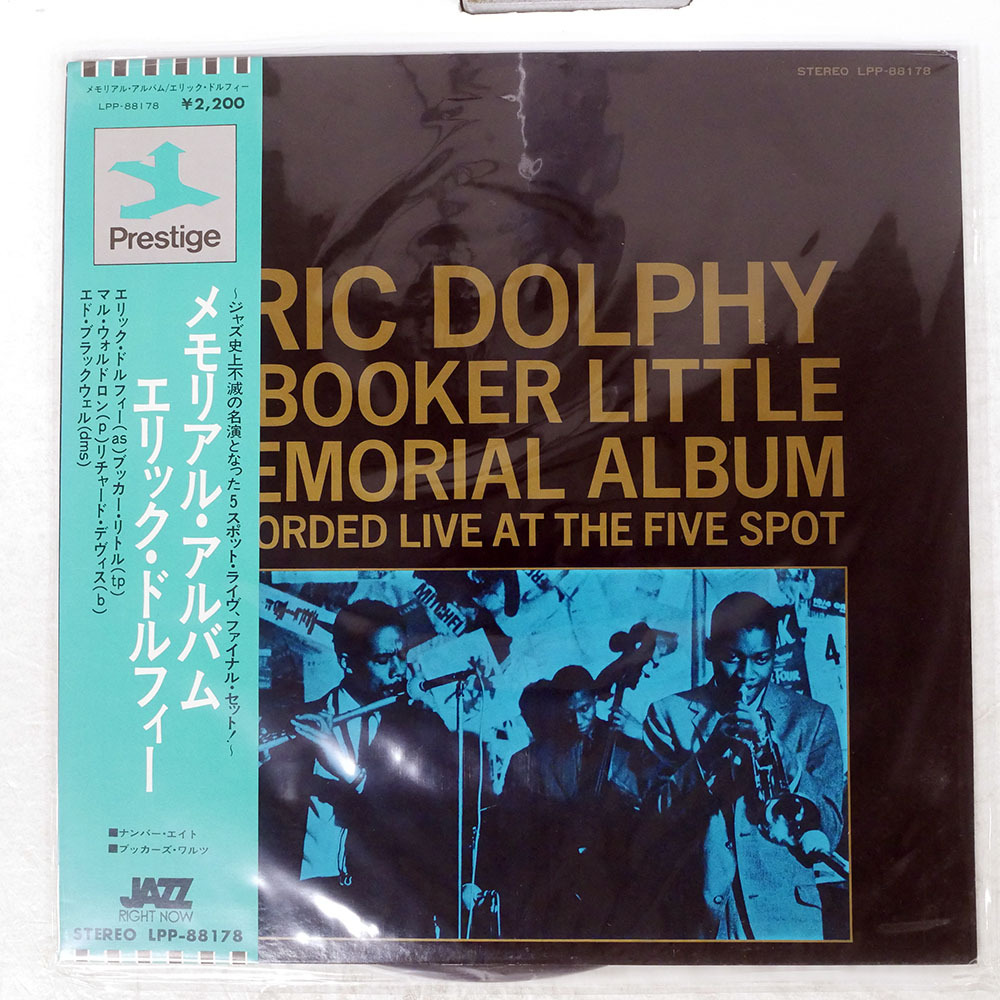 メモリアル・アルバム/エリック・ドルフィー
LPP-88178 ¥2,200
Prestige
〜ジャズ史上不滅の名演となった5スポット・ライヴ、ファイナル・セット!〜
メモリアル・アルバム
エリック・ドルフィー
エリック・ドルフィー(as)ブッカー・リトル(tp)
マル・ウォルドロン(p)リチャード・デヴィス(b)
エド・ブラックウェル(dms)
■ナンバー・エイト
■ブッカーズ・ワルツ
JAZZ
RIGHT NOW
STEREO LPP-88178
STEREO LPP-88178
RIC DOLPHY
BOOKER LITTLE
EMORIAL ALBUM
ORDED LIVE AT THE FIVE SPOT
MITCHELL
TOUR
4